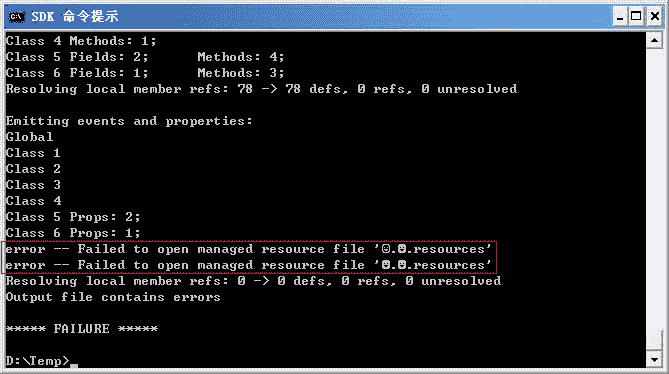 SDK 命令提示
Class 4 Methods: 1;
Class 5 Fields: 2;      Methods: 4;
Class 6 Fields: 1;      Methods: 3;
Resolving local member refs: 78 -> 78 defs, 0 refs, 0 unresolved
Emitting events and properties:
Global
Class 1
Class 2
Class 3
Class 4
Class 5 Props: 2;
Class 6 Props: 1;
error -- Failed to open managed resource file '☺.☻.resources'
error -- Failed to open managed resource file '☻.☻.resources'
Resolving local member refs: 0 -> 0 defs, 0 refs, 0 unresolved
Output file contains errors
***** FAILURE *****
D:\Temp>_